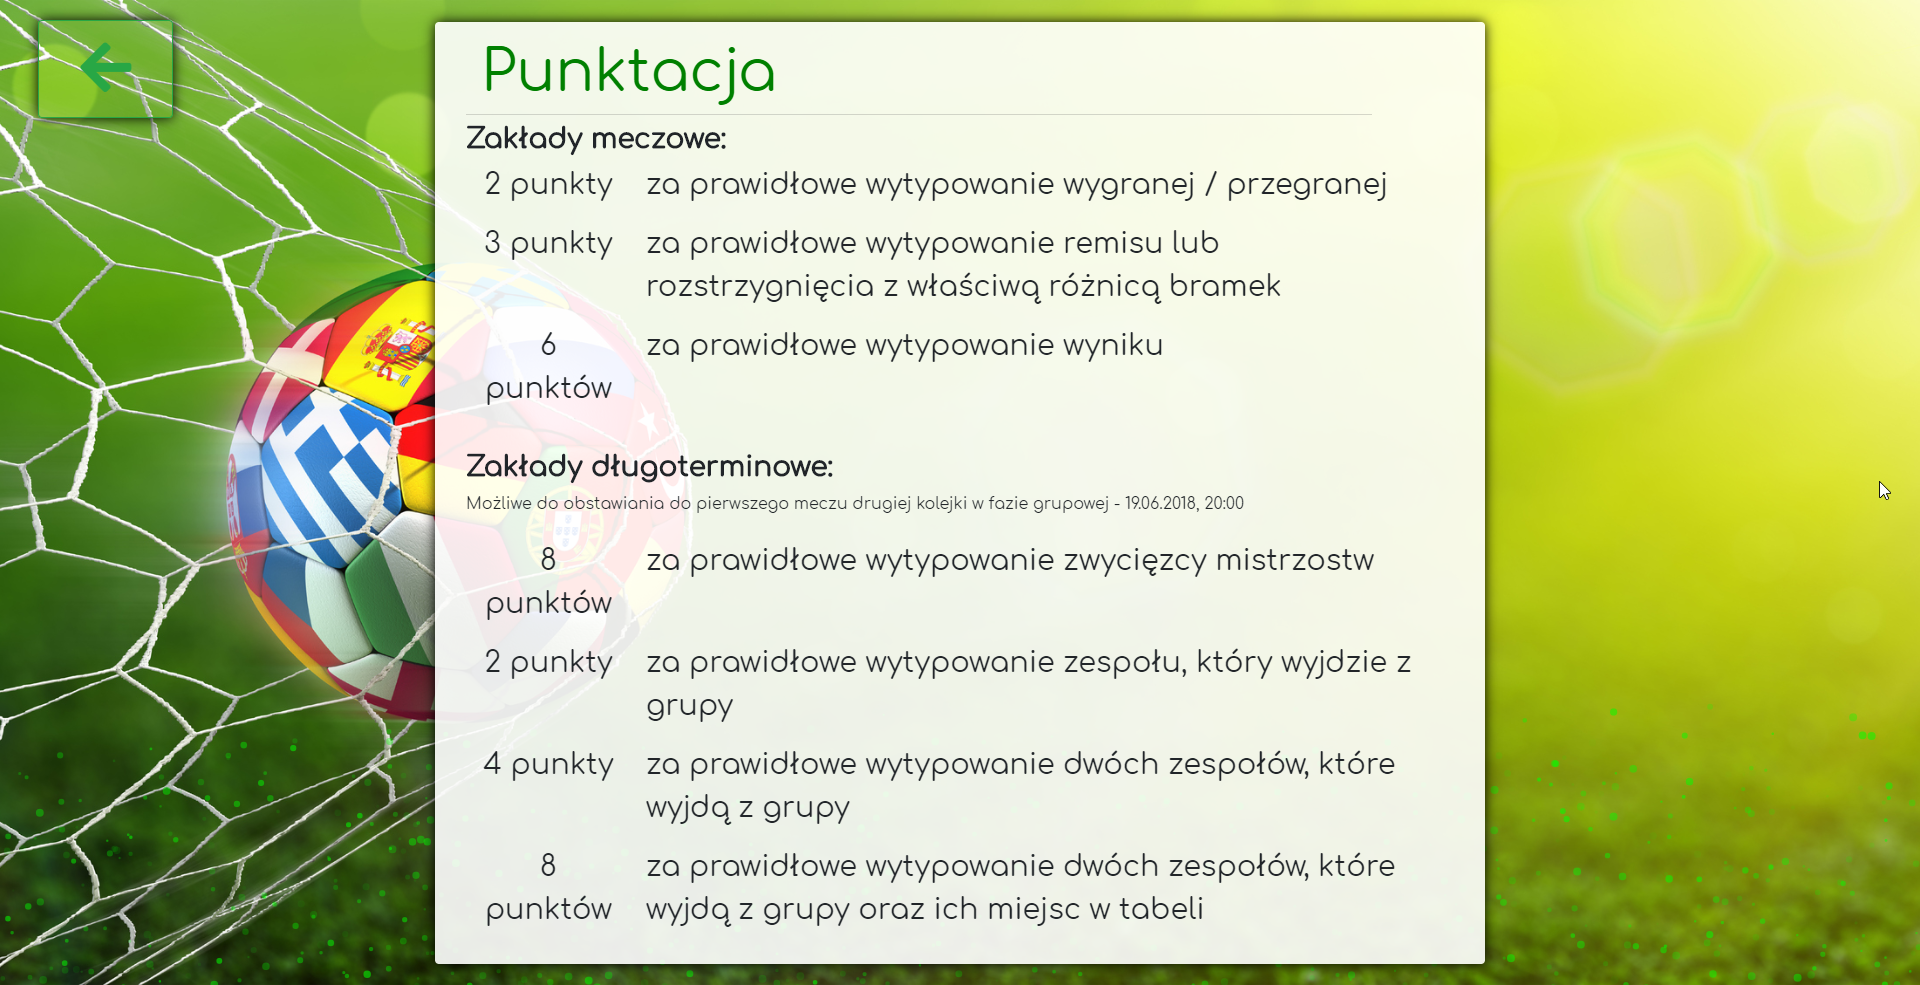 Punktacja
Zakłady meczowe:
2 punkty za prawidłowe wytypowanie wygranej / przegranej
3 punkty za prawidłowe wytypowanie remisu lub
rozstrzygnięcia z właściwą różnicą bramek
6 za prawidłowe wytypowanie wyniku
punktów
Zakłady długoterminowe:
Możliwe do obstawiania do pierwszego meczu drugiej kolejki w fazie grupowej - 19.06.2018, 20:00
8 za prawidłowe wytypowanie zwycięzcy mistrzostw
punktów
2 punkty za prawidłowe wytypowanie zespołu, który wyjdzie z
grupy
4 punkty za prawidłowe wytypowanie dwóch zespołów, które
wyjdą z grupy
8 za prawidłowe wytypowanie dwóch zespołów, które
punktów wyjdą z grupy oraz ich miejsc w tabeli